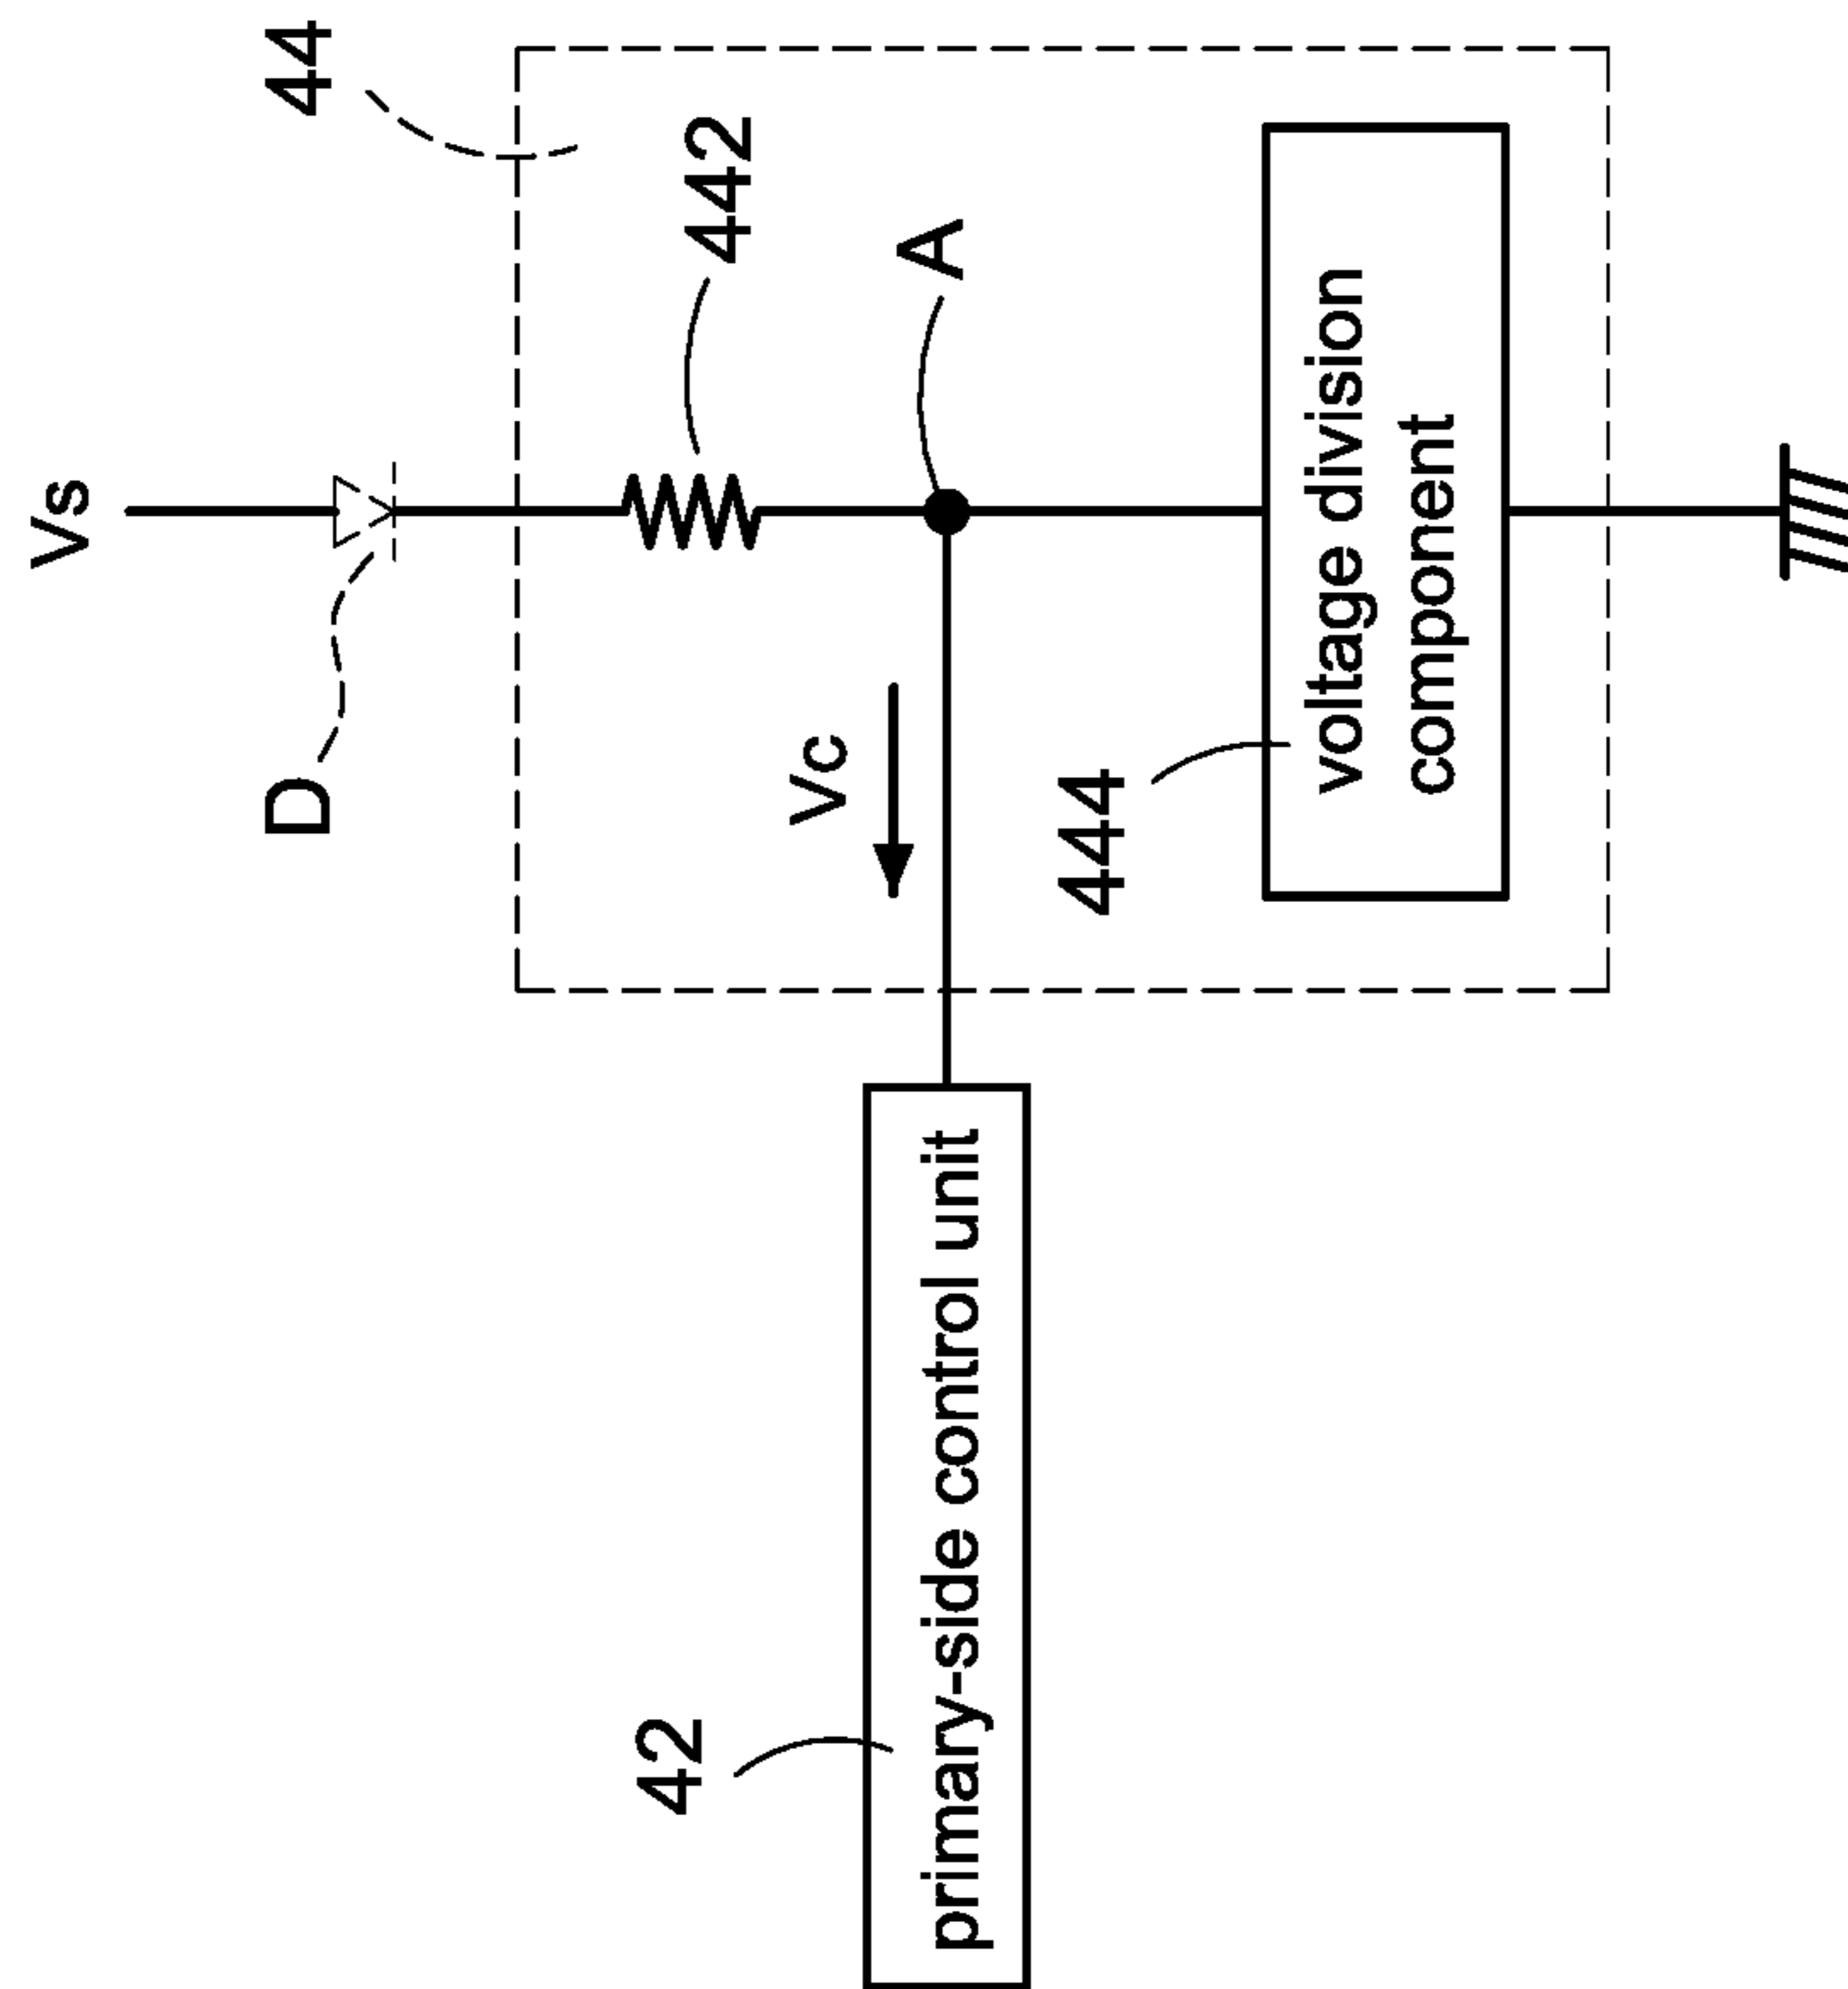 Vs
44
D
442
A
Vc
444
voltage division
component
42
primary-side control unit